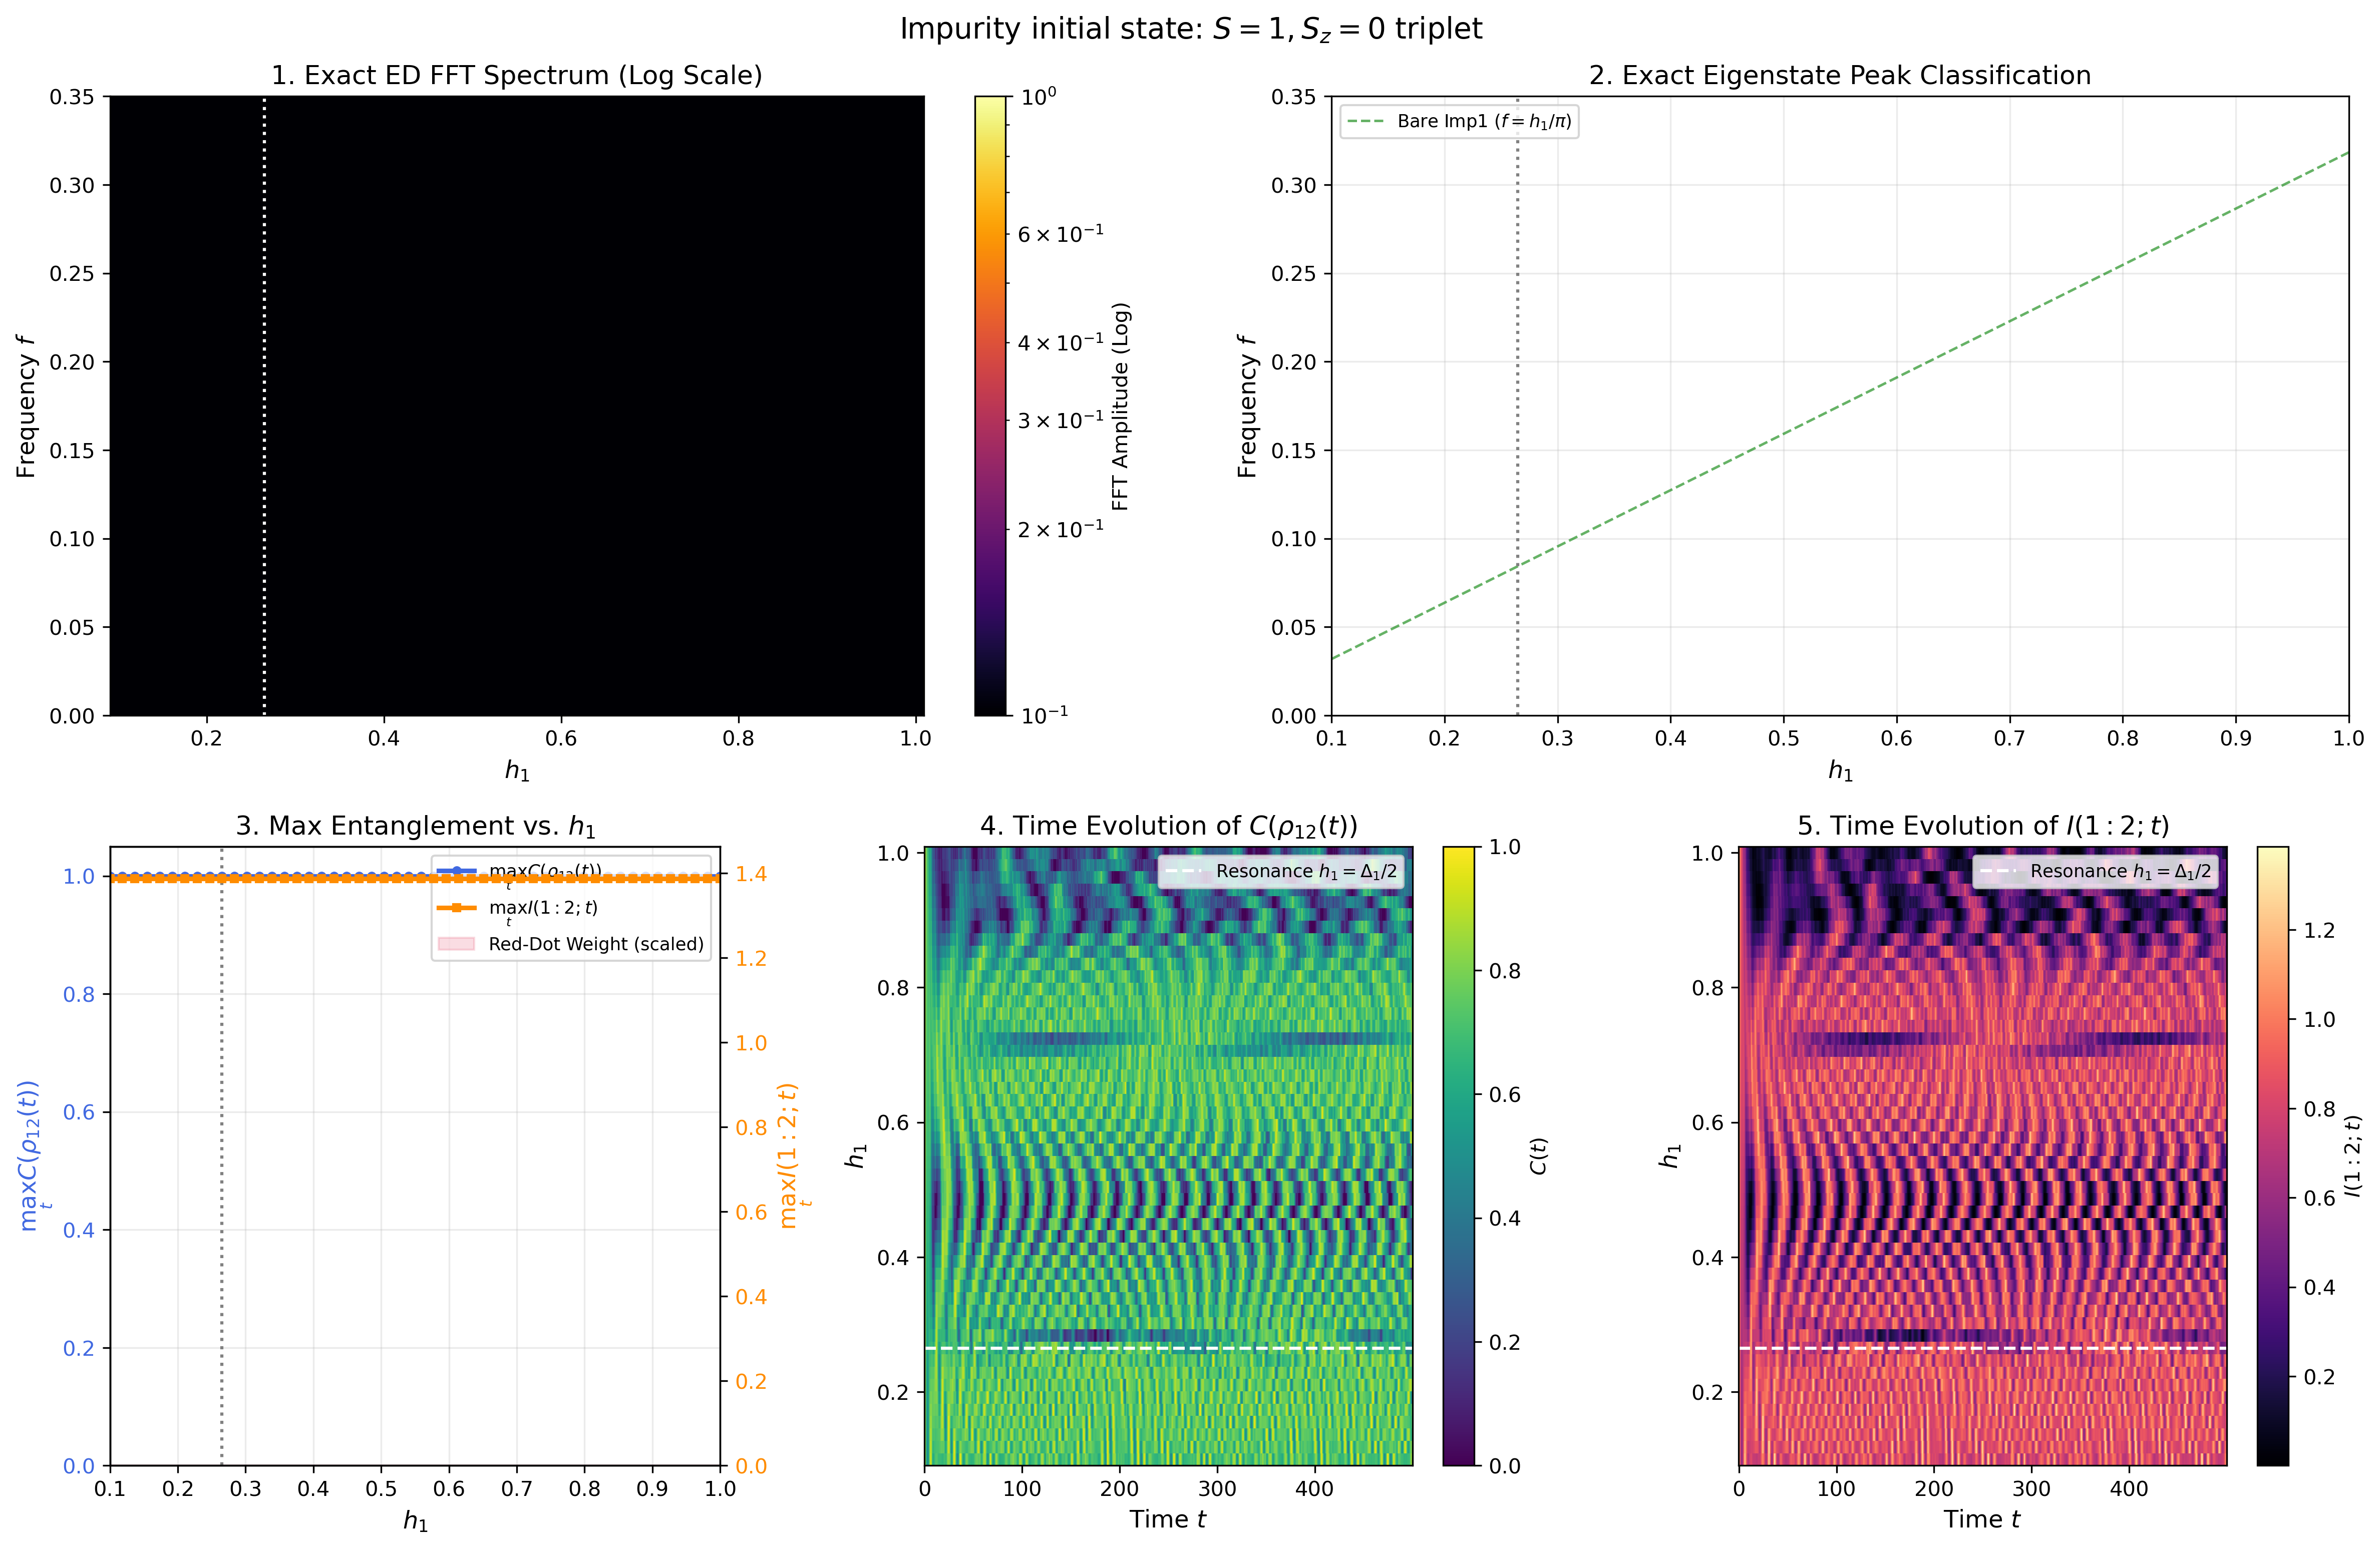 Impurity initial state: S = 1, S_z = 0 triplet
1. Exact ED FFT Spectrum (Log Scale)
Frequency f
0.35
0.30
0.25
0.20
0.15
0.10
0.05
0.00
0.2
0.4
0.6
0.8
1.0
h_1
10^0
6 × 10^{-1}
4 × 10^{-1}
3 × 10^{-1}
2 × 10^{-1}
10^{-1}
FFT Amplitude (Log)
2. Exact Eigenstate Peak Classification
Bare Imp1 (f = h_1/π)
Frequency f
0.35
0.30
0.25
0.20
0.15
0.10
0.05
0.00
0.1
0.2
0.3
0.4
0.5
0.6
0.7
0.8
0.9
1.0
h_1
3. Max Entanglement vs. h_1
max_t C(ρ_{12}(t))
max_t I(1 : 2; t)
Red-Dot Weight (scaled)
max_t C(ρ_{12}(t))
1.0
0.8
0.6
0.4
0.2
0.0
0.1
0.2
0.3
0.4
0.5
0.6
0.7
0.8
0.9
1.0
h_1
1.4
1.2
1.0
0.8
0.6
0.4
0.2
0.0
max_t I(1 : 2; t)
4. Time Evolution of C(ρ_{12}(t))
Resonance h_1 = Δ_1/2
h_1
1.0
0.8
0.6
0.4
0.2
0
100
200
300
400
Time t
1.0
0.8
0.6
0.4
0.2
0.0
C(t)
5. Time Evolution of I(1 : 2; t)
Resonance h_1 = Δ_1/2
h_1
1.0
0.8
0.6
0.4
0.2
0
100
200
300
400
Time t
1.2
1.0
0.8
0.6
0.4
0.2
I(1 : 2; t)